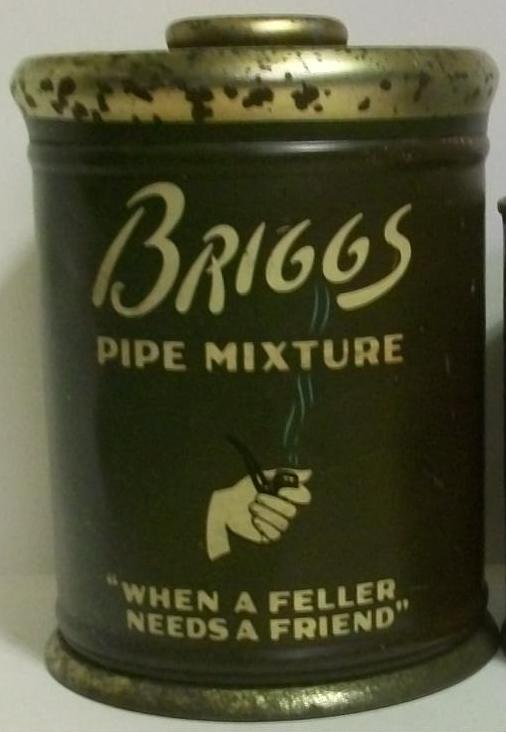 BRIGGS
PIPE MIXTURE
"WHEN A FELLER
NEEDS A FRIEND"